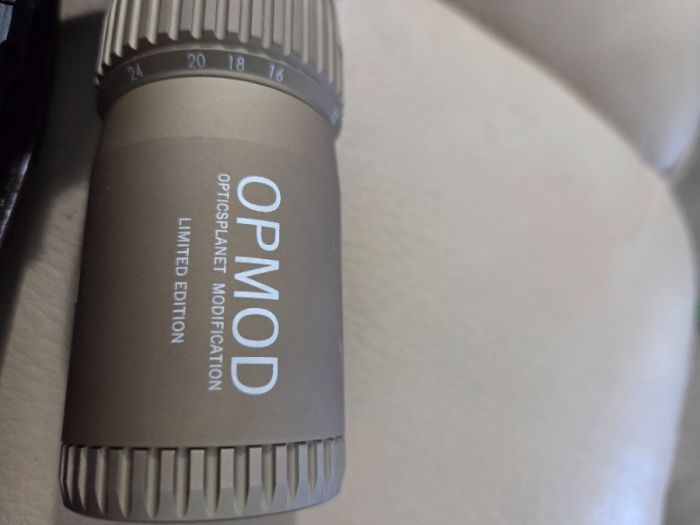 24 20 18 16
OPMOD
OPTICSPLANET MODIFICATION
LIMITED EDITION